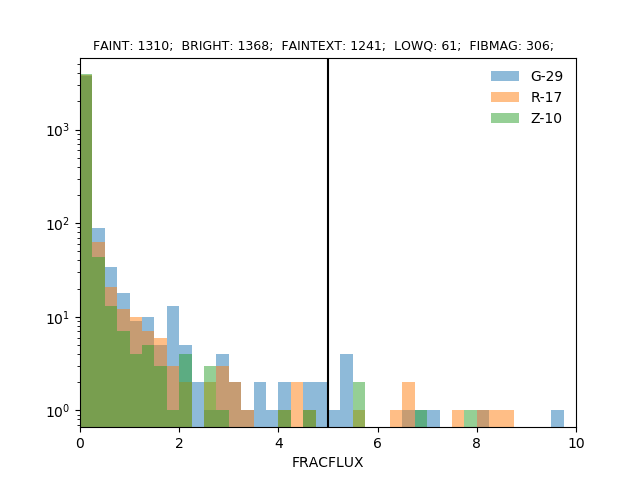 FAINT: 1310;  BRIGHT: 1368;  FAINTEXT: 1241;  LOWQ: 61;  FIBMAG: 306;
G-29
R-17
Z-10
10³
10²
10¹
10⁰
0 2 4 6 8 10
FRACFLUX